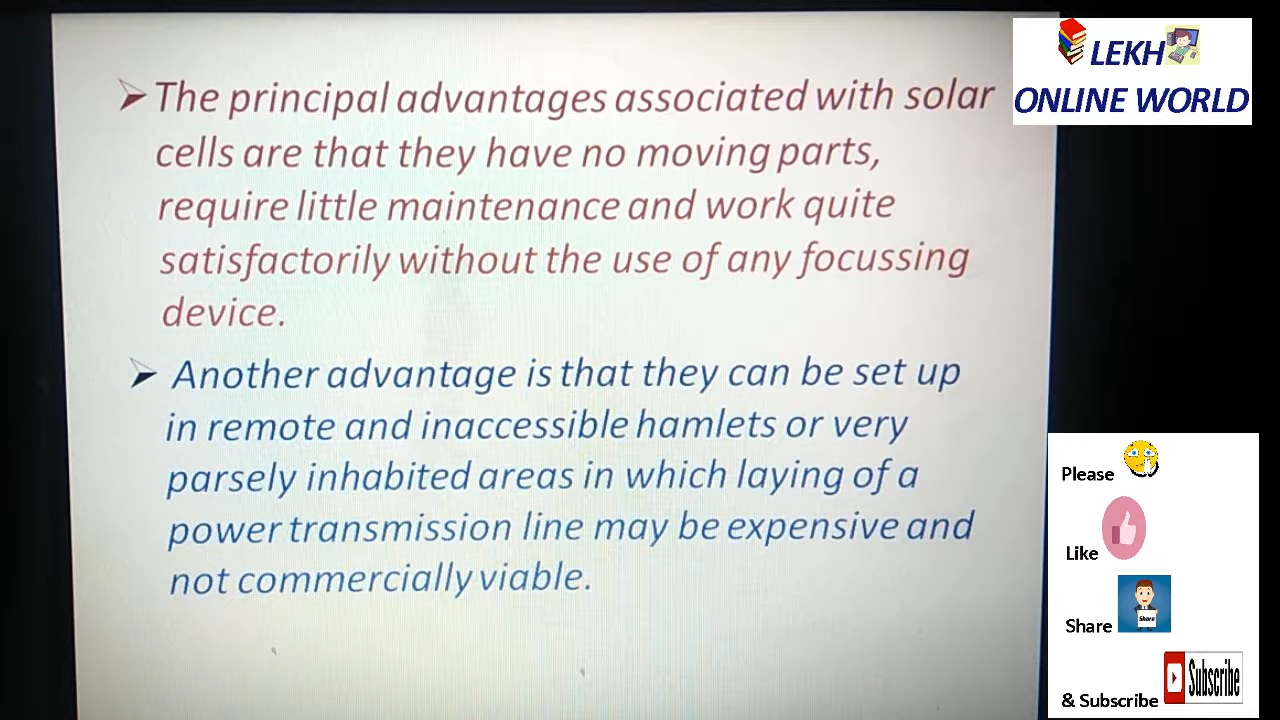 The principal advantages associated with solar
cells are that they have no moving parts,
require little maintenance and work quite
satisfactorily without the use of any focussing
device.
Another advantage is that they can be set up
in remote and inaccessible hamlets or very
parsely inhabited areas in which laying of a
power transmission line may be expensive and
not commercially viable.
LEKH
ONLINE WORLD
Please
Like
Share
Share
& Subscribe
Subscribe